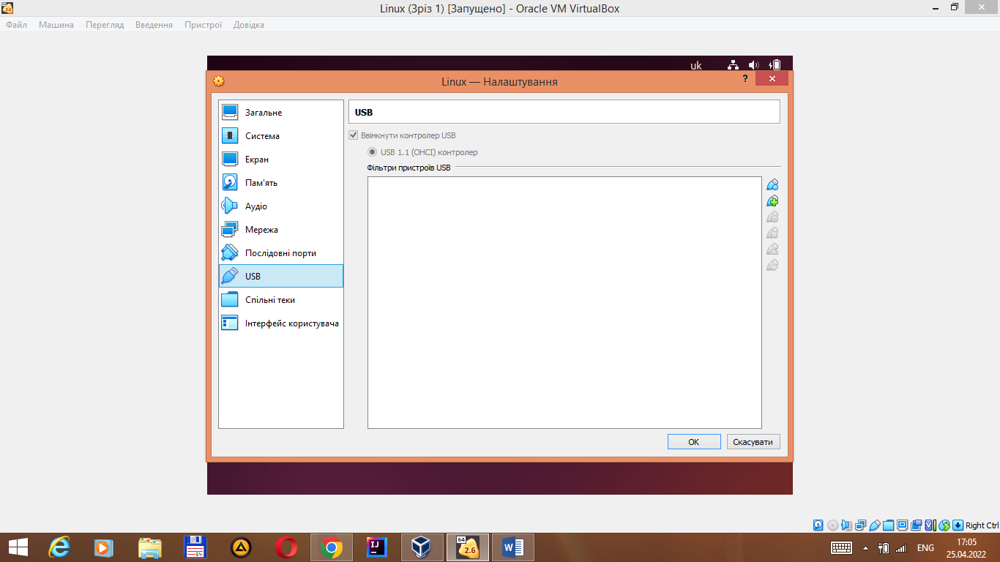 Linux (Зріз 1) [Запущено] - Oracle VM VirtualBox
Файл Машина Перегляд Введення Пристрої Довідка
uk
Linux — Налаштування
?
Загальне
Система
Екран
Пам'ять
Аудіо
Мережа
Послідовні порти
USB
Спільні теки
Інтерфейс користувача
USB
Ввімкнути контролер USB
USB 1.1 (OHCI) контролер
Фільтри пристроїв USB
OK Скасувати
Right Ctrl
64
IJ
64
2.6
W
ENG
17:05
25.04.2022